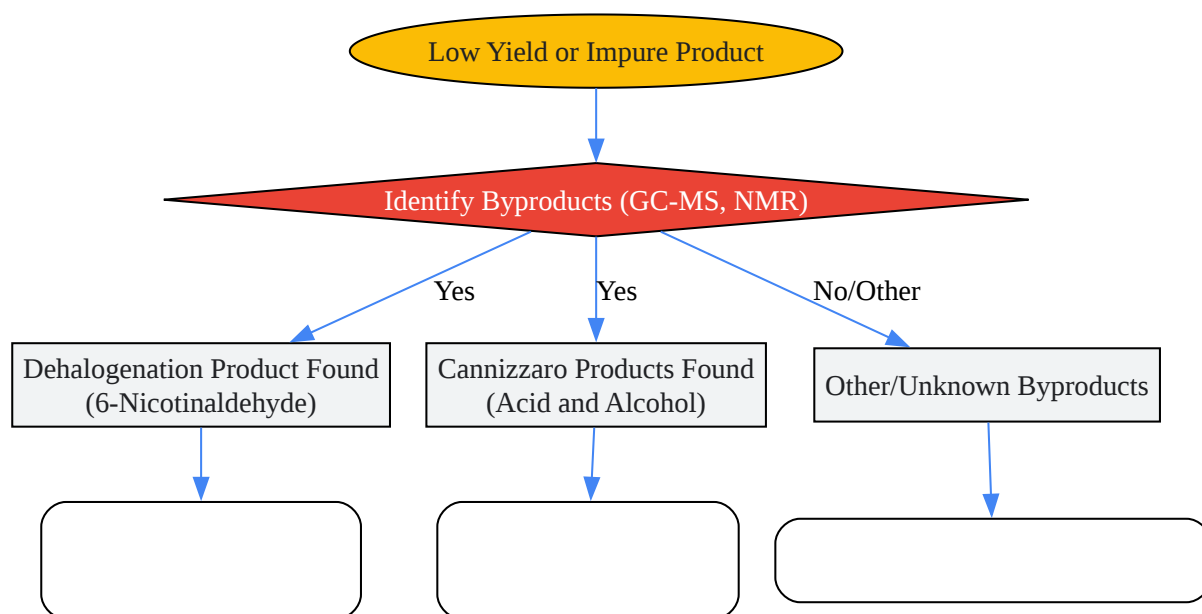 Low Yield or Impure Product
Identify Byproducts (GC-MS, NMR)
Yes
Yes
No/Other
Dehalogenation Product Found
(6-Nicotinaldehyde)
Cannizzaro Products Found
(Acid and Alcohol)
Other/Unknown Byproducts